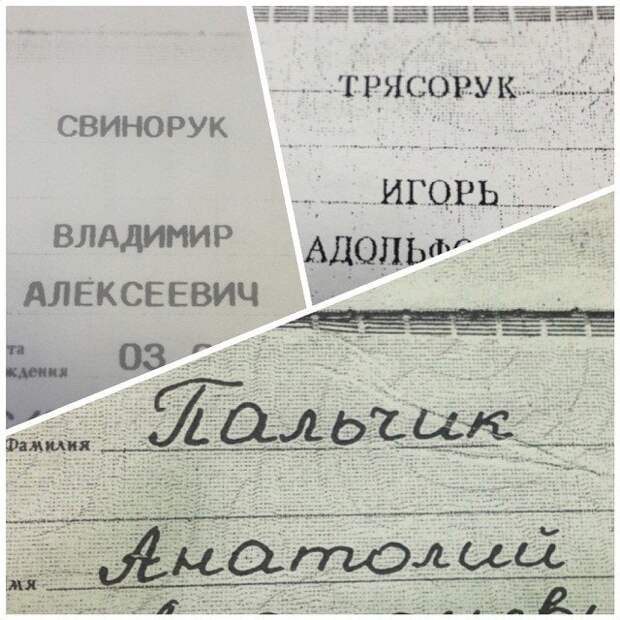 СВИНОРУК
ВЛАДИМИР
АЛЕКСЕЕВИЧ
03
ТРЯСОРУК
ИГОРЬ
Фамилия Пальчик
Анатолий